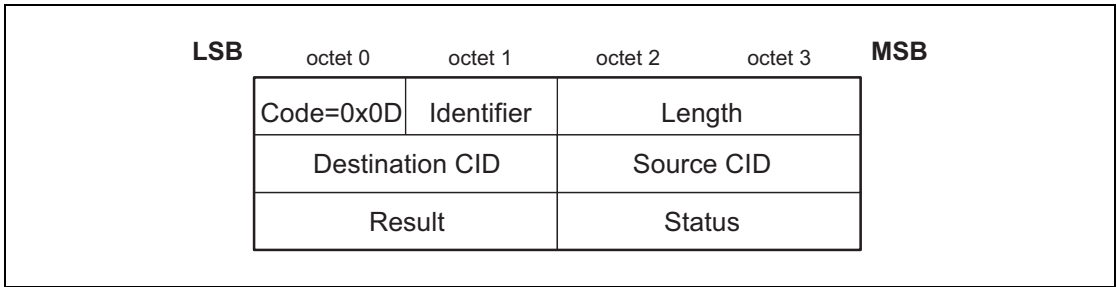 LSB octet 0 octet 1 octet 2 octet 3 MSB
Code=0x0D Identifier Length
Destination CID Source CID
Result Status